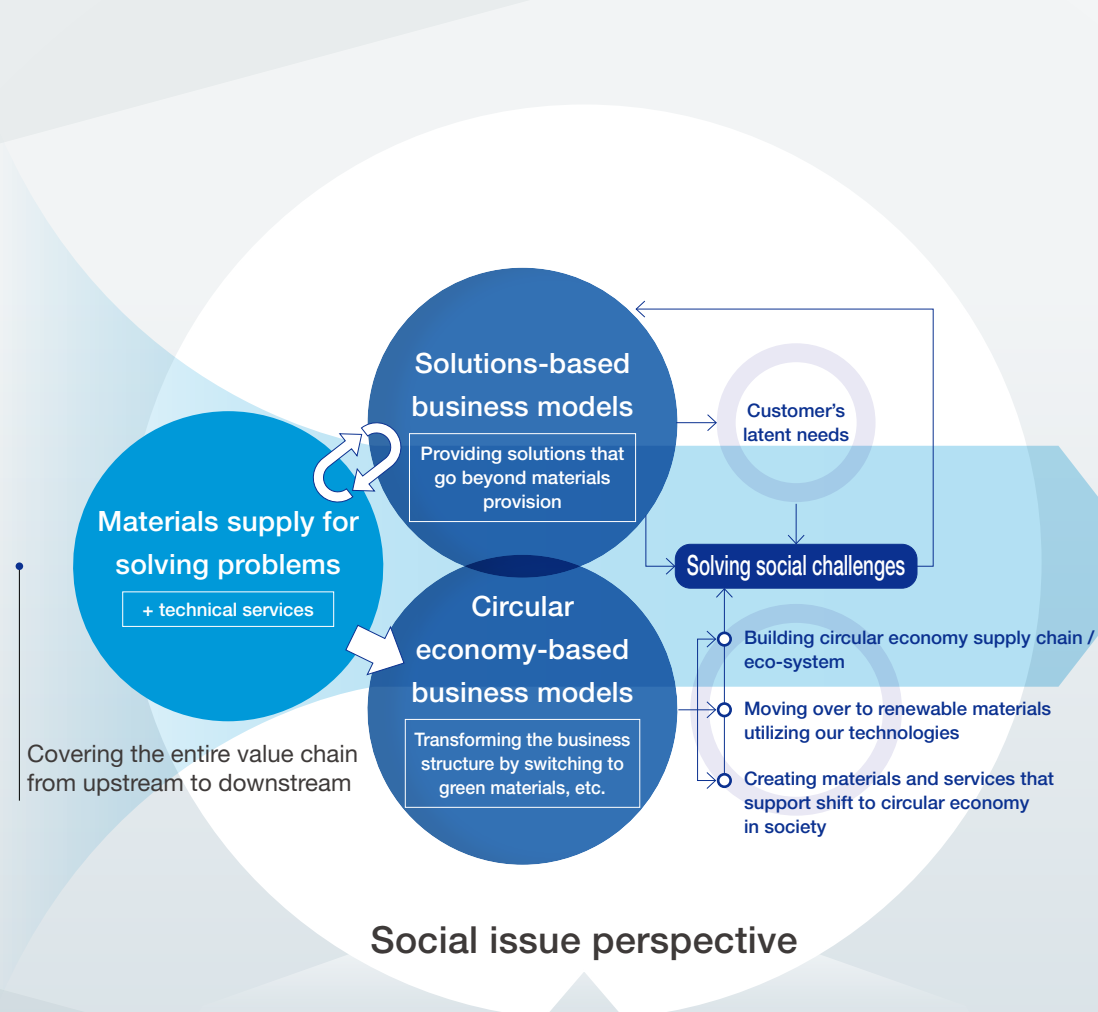 Solutions-based
business models
Providing solutions that
go beyond materials
provision
Customer's
latent needs
Materials supply for
solving problems
+ technical services
Solving social challenges
Circular
economy-based
business models
Transforming the business
structure by switching to
green materials, etc.
Building circular economy supply chain /
eco-system
Moving over to renewable materials
utilizing our technologies
Creating materials and services that
support shift to circular economy
in society
Covering the entire value chain
from upstream to downstream
Social issue perspective